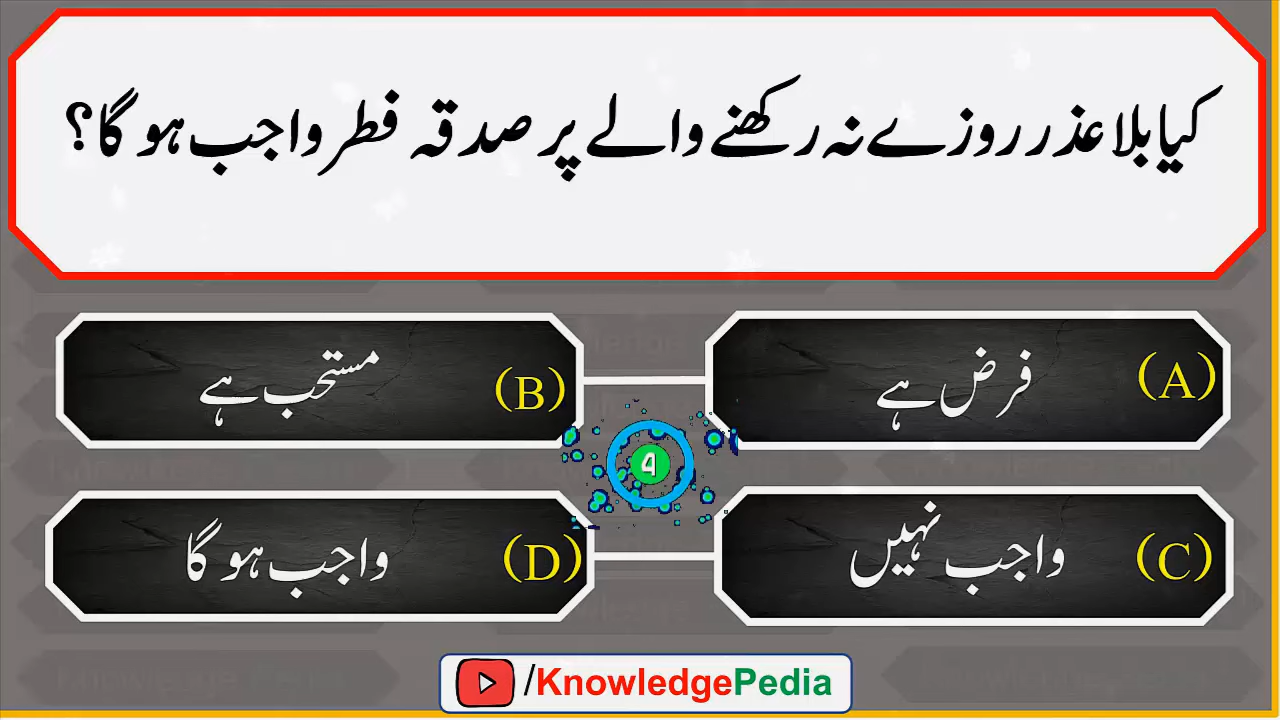 کیا بلا عذر روزے نہ رکھنے والے پر صدقہ فطر واجب ہو گا؟
(A) فرض ہے
(B) مستحب ہے
(C) واجب نہیں
(D) واجب ہو گا
/KnowledgePedia